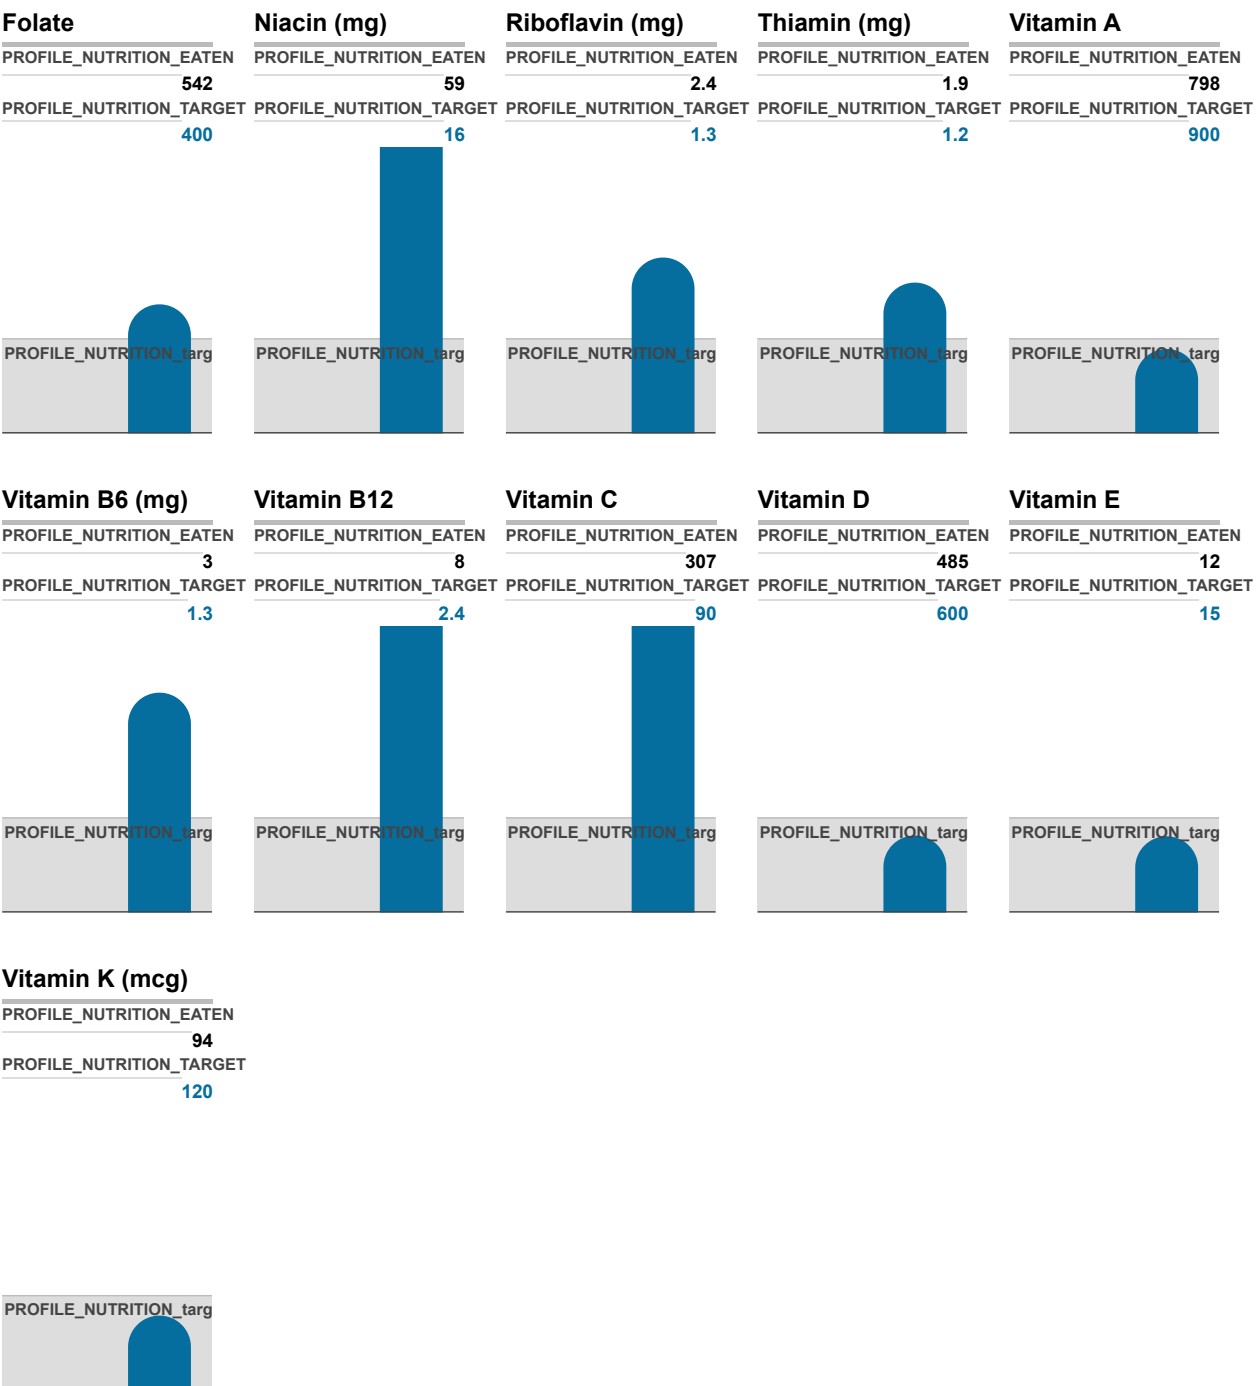 Folate
PROFILE_NUTRITION_EATEN
542
PROFILE_NUTRITION_TARGET
400
PROFILE_NUTRITION_targ
Niacin (mg)
PROFILE_NUTRITION_EATEN
59
PROFILE_NUTRITION_TARGET
16
PROFILE_NUTRITION_targ
Riboflavin (mg)
PROFILE_NUTRITION_EATEN
2.4
PROFILE_NUTRITION_TARGET
1.3
PROFILE_NUTRITION_targ
Thiamin (mg)
PROFILE_NUTRITION_EATEN
1.9
PROFILE_NUTRITION_TARGET
1.2
PROFILE_NUTRITION_targ
Vitamin A
PROFILE_NUTRITION_EATEN
798
PROFILE_NUTRITION_TARGET
900
PROFILE_NUTRITION_targ
Vitamin B6 (mg)
PROFILE_NUTRITION_EATEN
3
PROFILE_NUTRITION_TARGET
1.3
PROFILE_NUTRITION_targ
Vitamin B12
PROFILE_NUTRITION_EATEN
8
PROFILE_NUTRITION_TARGET
2.4
PROFILE_NUTRITION_targ
Vitamin C
PROFILE_NUTRITION_EATEN
307
PROFILE_NUTRITION_TARGET
90
PROFILE_NUTRITION_targ
Vitamin D
PROFILE_NUTRITION_EATEN
485
PROFILE_NUTRITION_TARGET
600
PROFILE_NUTRITION_targ
Vitamin E
PROFILE_NUTRITION_EATEN
12
PROFILE_NUTRITION_TARGET
15
PROFILE_NUTRITION_targ
Vitamin K (mcg)
PROFILE_NUTRITION_EATEN
94
PROFILE_NUTRITION_TARGET
120
PROFILE_NUTRITION_targ